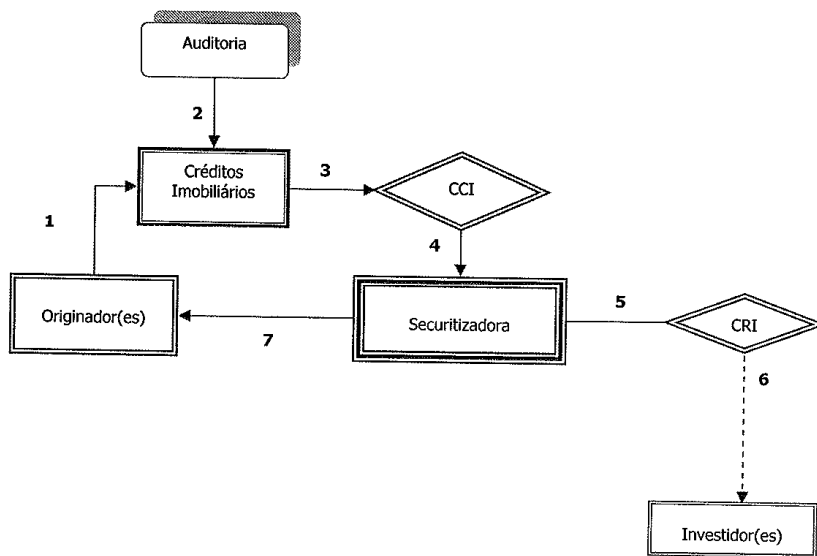 Auditoria
2
Créditos
Imobiliários
3
CCI
1
4
Originador(es)
7
Securitizadora
5
CRI
6
Investidor(es)